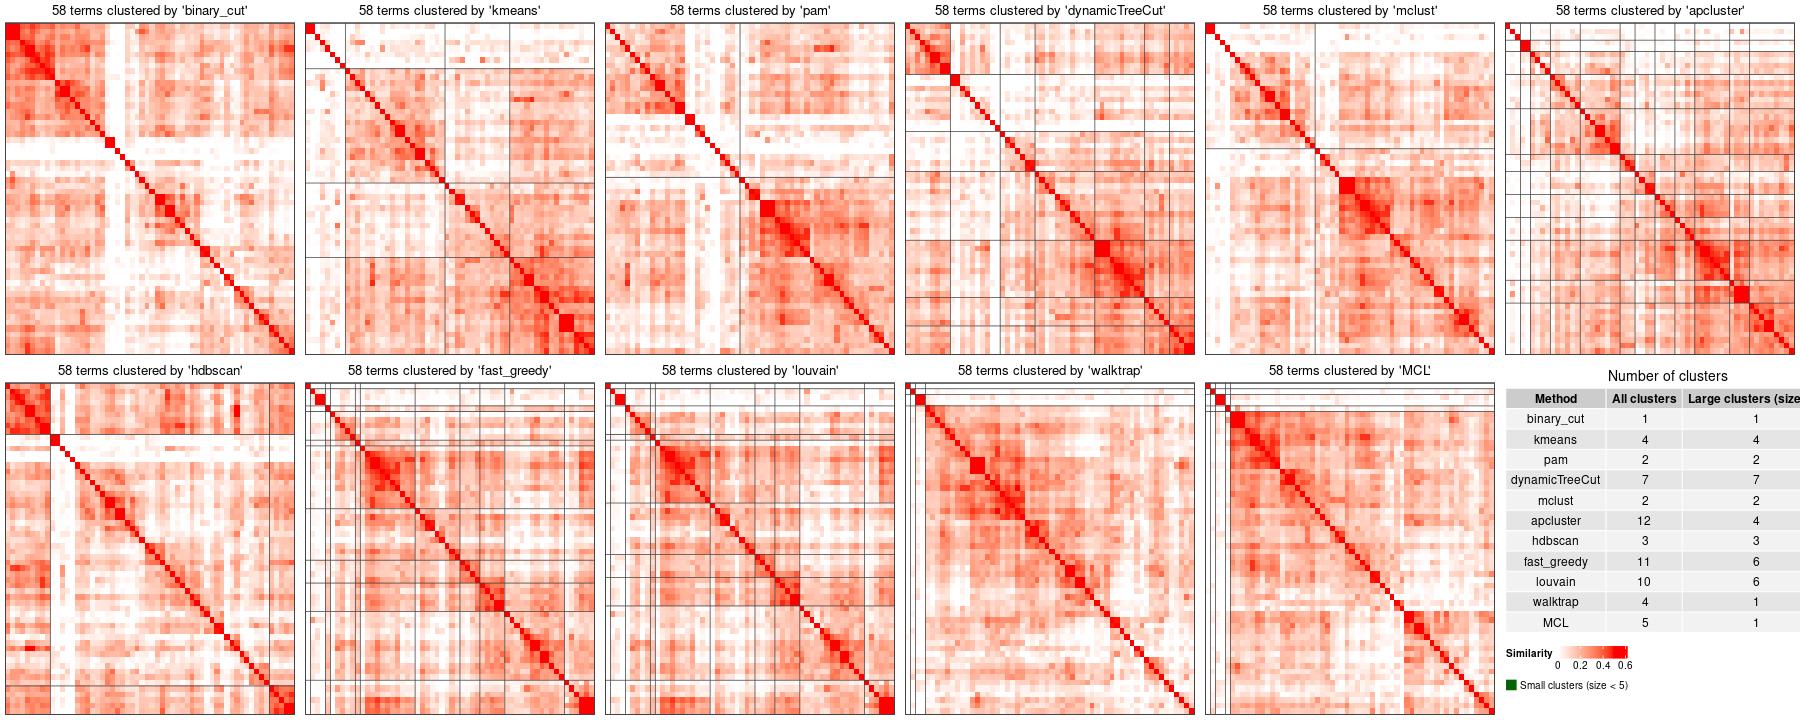 58 terms clustered by 'binary_cut'
58 terms clustered by 'kmeans'
58 terms clustered by 'pam'
58 terms clustered by 'dynamicTreeCut'
58 terms clustered by 'mclust'
58 terms clustered by 'apcluster'
58 terms clustered by 'hdbscan'
58 terms clustered by 'fast_greedy'
58 terms clustered by 'louvain'
58 terms clustered by 'walktrap'
58 terms clustered by 'MCL'
Number of clusters
Method All clusters Large clusters (size
binary_cut 1 1
kmeans 4 4
pam 2 2
dynamicTreeCut 7 7
mclust 2 2
apcluster 12 4
hdbscan 3 3
fast_greedy 11 6
louvain 10 6
walktrap 4 1
MCL 5 1
Similarity
0 0.2 0.4 0.6
Small clusters (size < 5)